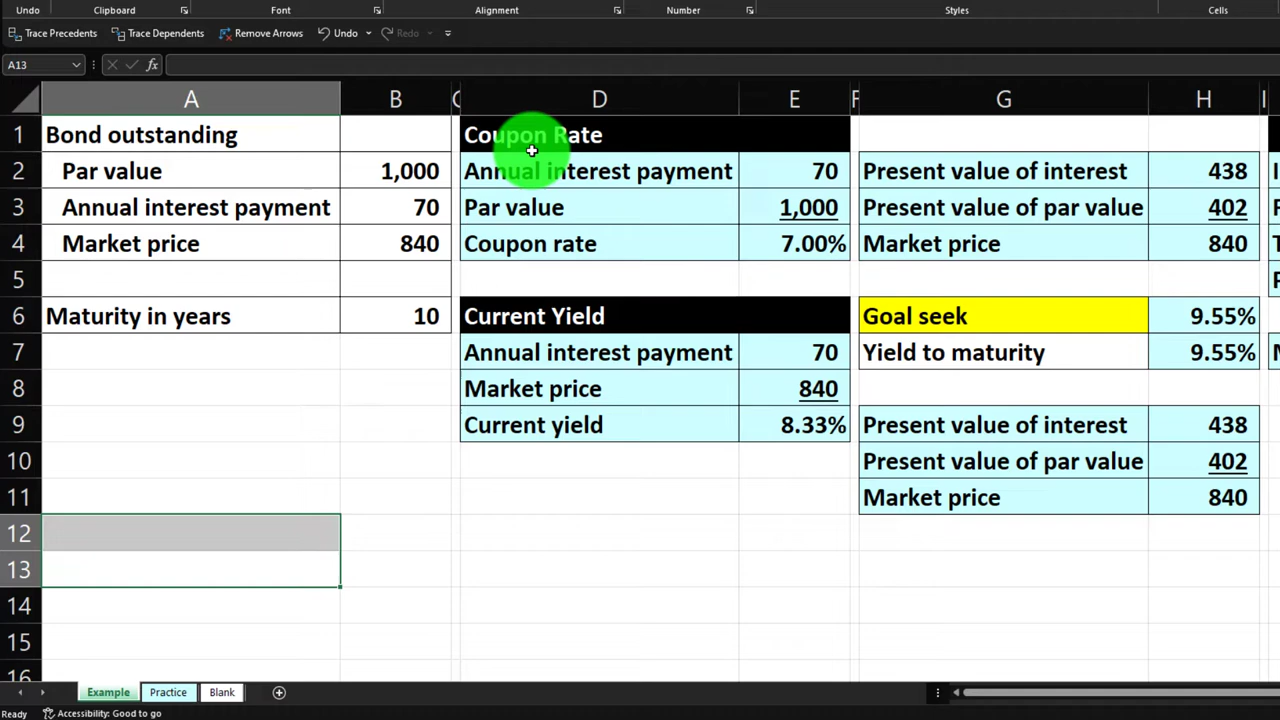 Undo Clipboard Font Alignment Number Styles Cells
Trace Precedents Trace Dependents Remove Arrows Undo Redo
A13 fx
A B C D E F G H I
1 Bond outstanding Coupon Rate
2 Par value 1,000 Annual interest payment 70 Present value of interest 438
3 Annual interest payment 70 Par value 1,000 Present value of par value 402
4 Market price 840 Coupon rate 7.00% Market price 840
5
6 Maturity in years 10 Current Yield Goal seek 9.55%
7 Annual interest payment 70 Yield to maturity 9.55%
8 Market price 840
9 Current yield 8.33% Present value of interest 438
10 Present value of par value 402
11 Market price 840
12
13
14
15
16
Example Practice Blank
Ready Accessibility: Good to go